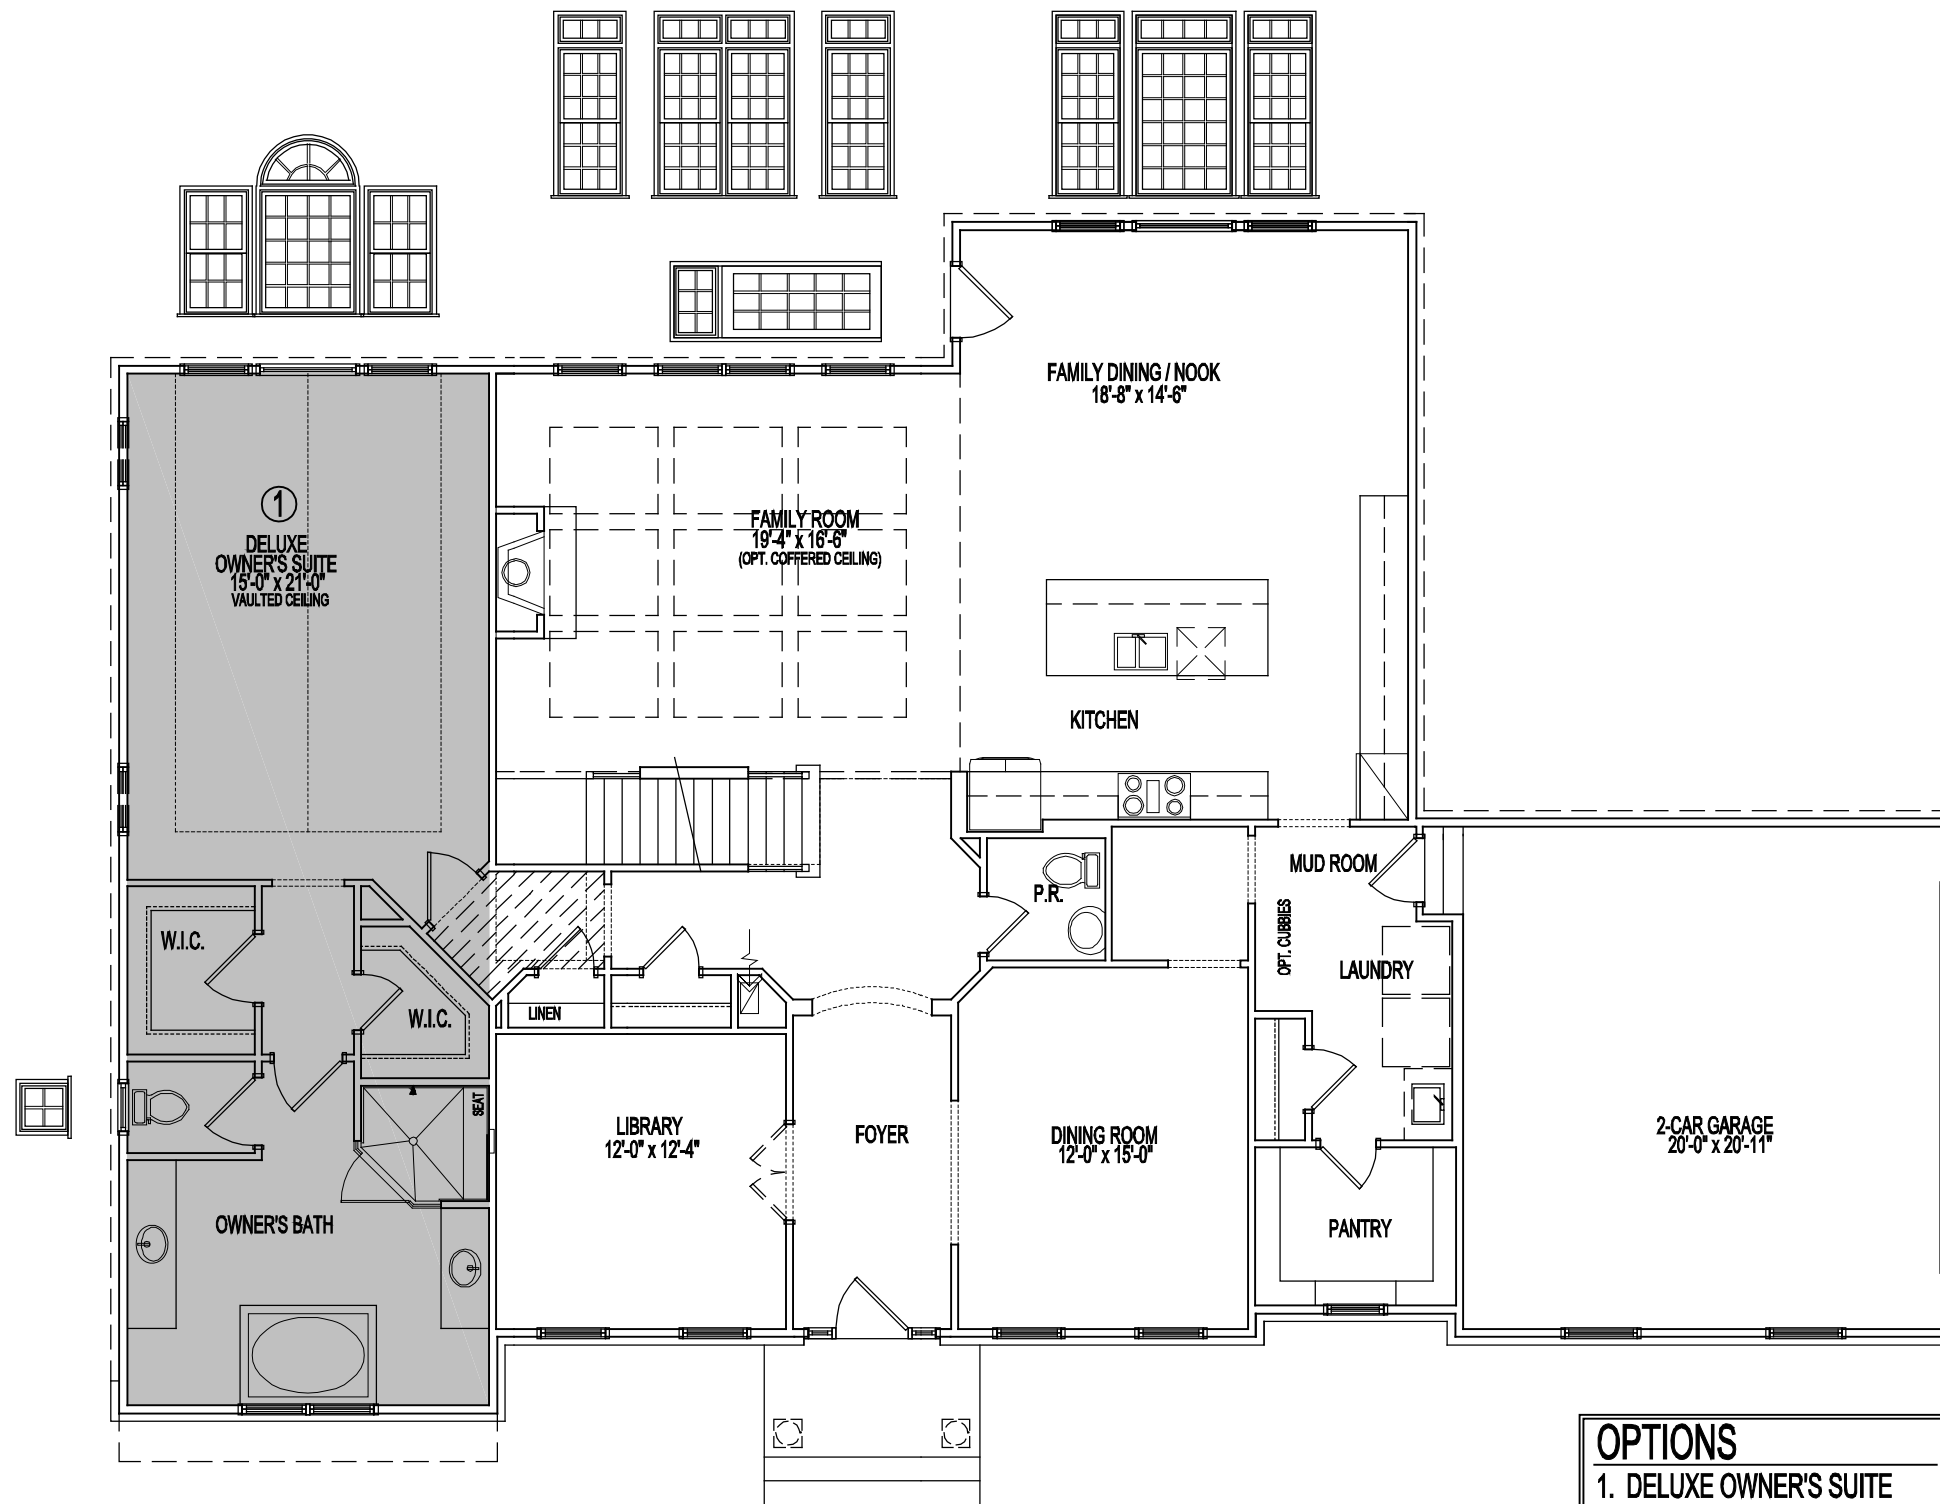 FAMILY DINING / NOOK
18'-8" x 14'-6"
1
DELUXE
OWNER'S SUITE
15'-0" x 21'-0"
VAULTED CEILING
FAMILY ROOM
19'-4" x 16'-6"
(OPT. COFFERED CEILING)
KITCHEN
MUD ROOM
P.R.
OPT. CUBBIES
W.I.C.
LAUNDRY
W.I.C.
LINEN
SEAT
LIBRARY
12'-0" x 12'-4"
FOYER
DINING ROOM
12'-0" x 15'-0"
2-CAR GARAGE
20'-0" x 20'-11"
OWNER'S BATH
PANTRY
OPTIONS
1. DELUXE OWNER'S SUITE